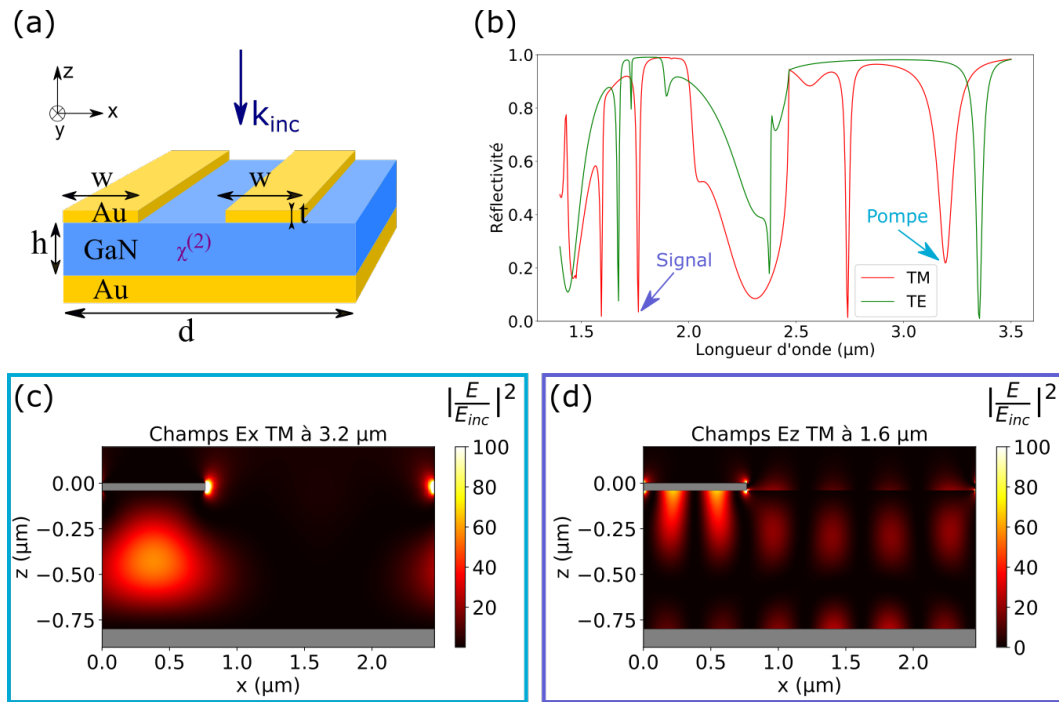 (a)
z
x
y
k_inc
w
w
Au
t
h
GaN
χ^(2)
Au
d
(b)
Réflectivité
1.0
0.8
0.6
0.4
0.2
0.0
1.5
2.0
2.5
3.0
3.5
Longueur d'onde (μm)
Signal
Pompe
TM
TE
(c)
|E/E_inc|^2
Champs Ex TM à 3.2 μm
z (μm)
0.00
−0.25
−0.50
−0.75
0.0
0.5
1.0
1.5
2.0
x (μm)
100
80
60
40
20
(d)
|E/E_inc|^2
Champs Ez TM à 1.6 μm
z (μm)
0.00
−0.25
−0.50
−0.75
0.0
0.5
1.0
1.5
2.0
x (μm)
100
80
60
40
20
0